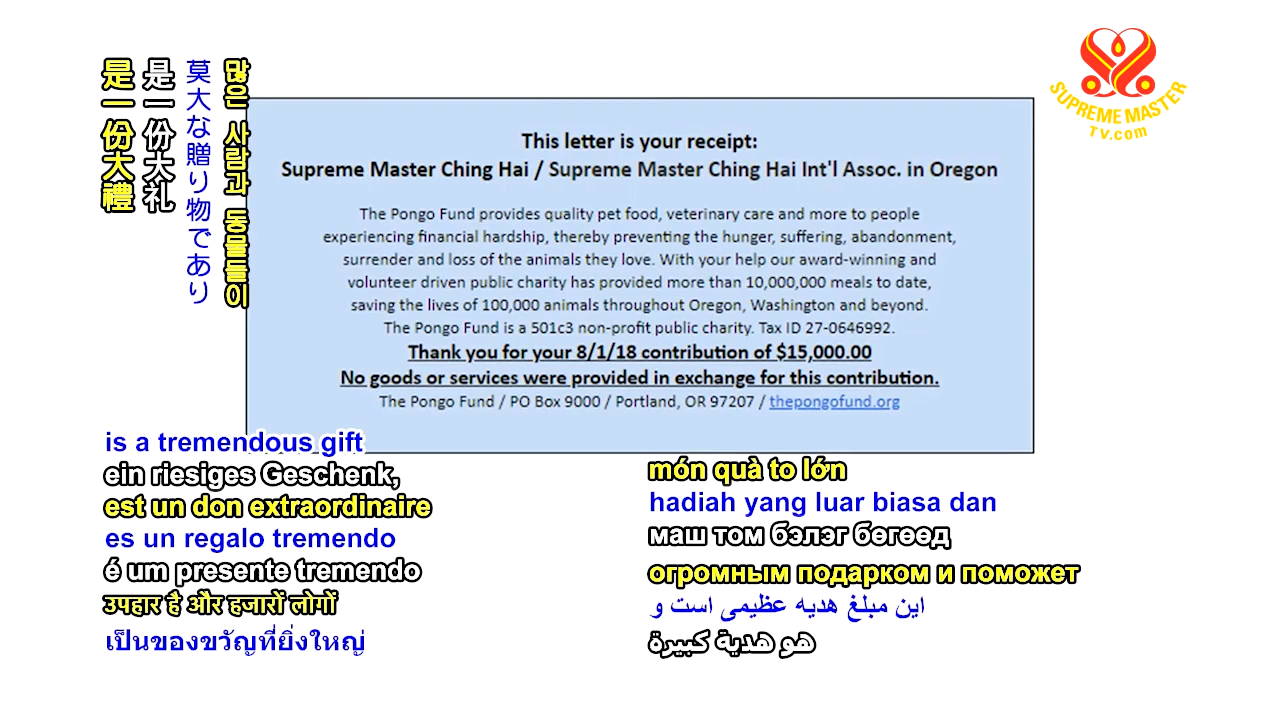 是一份大禮
是一份大礼
莫大な贈り物であり
많은 사람과 동물들이
SUPREME MASTER
TV.com
This letter is your receipt:
Supreme Master Ching Hai / Supreme Master Ching Hai Int'l Assoc. in Oregon
The Pongo Fund provides quality pet food, veterinary care and more to people
experiencing financial hardship, thereby preventing the hunger, suffering, abandonment,
surrender and loss of the animals they love. With your help our award-winning and
volunteer driven public charity has provided more than 10,000,000 meals to date,
saving the lives of 100,000 animals throughout Oregon, Washington and beyond.
The Pongo Fund is a 501c3 non-profit public charity. Tax ID 27-0646992.
Thank you for your 8/1/18 contribution of $15,000.00
No goods or services were provided in exchange for this contribution.
The Pongo Fund / PO Box 9000 / Portland, OR 97207 / thepongofund.org
is a tremendous gift
ein riesiges Geschenk,
est un don extraordinaire
es un regalo tremendo
é um presente tremendo
उपहार है और हजारों लोगों
เป็นของขวัญที่ยิ่งใหญ่
món quà to lớn
hadiah yang luar biasa dan
маш том бэлэг бөгөөд
огромным подарком и поможет
این مبلغ هدیه عظیمی است و
هو هدية كبيرة